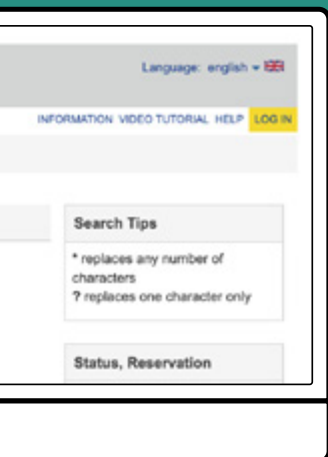 Language: english
INFORMATION VIDEO TUTORIAL HELP LOG IN
Search Tips
* replaces any number of
characters
? replaces one character only
Status, Reservation